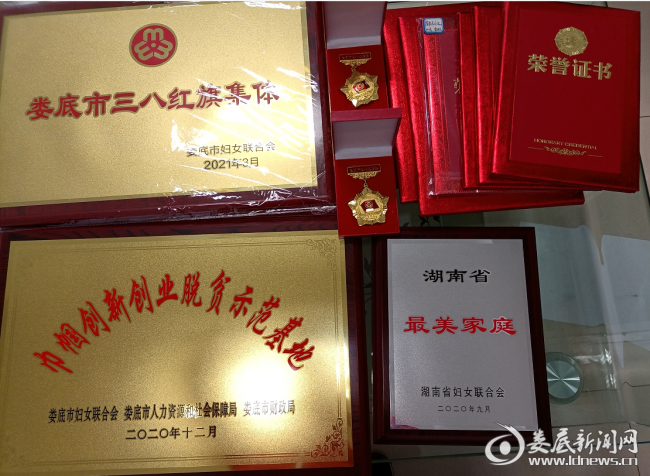 娄底市三八红旗集体
娄底市妇女联合会
2021年3月
荣誉证书
HONORARY CREDENTIAL
巾帼创新创业脱贫示范基地
娄底市妇女联合会 娄底市人力资源和社会保障局 娄底市财政局
二〇二〇年十二月
湖南省
最美家庭
湖南省妇女联合会
二〇二〇年九月
娄底新闻网
www.ldnews.cn